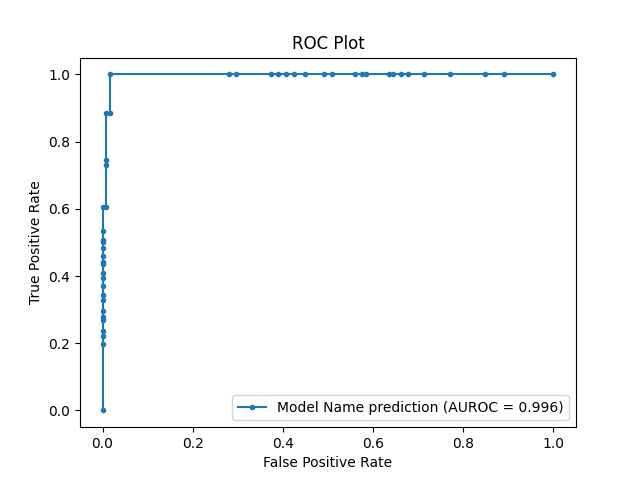 ROC Plot
True Positive Rate
1.0
0.8
0.6
0.4
0.2
0.0
Model Name prediction (AUROC = 0.996)
0.0 0.2 0.4 0.6 0.8 1.0
False Positive Rate